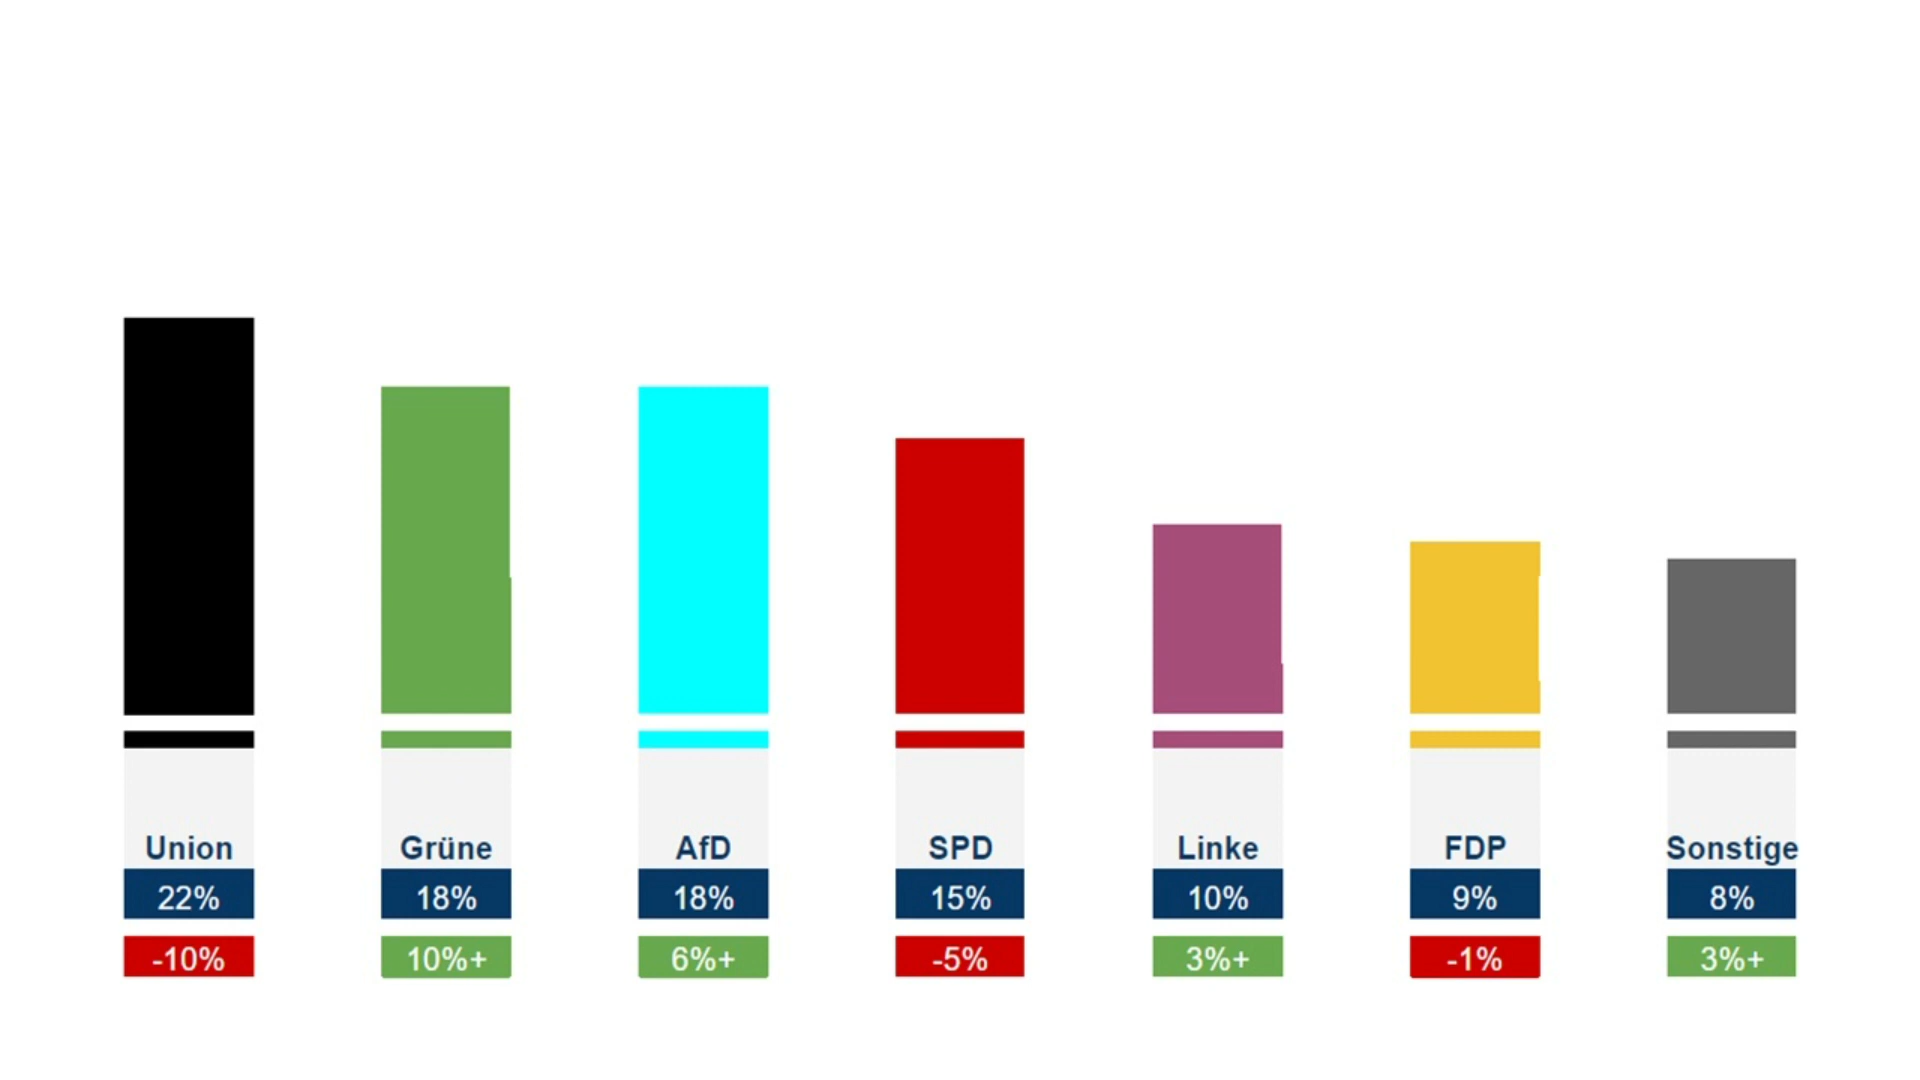 Union Grüne AfD SPD Linke FDP Sonstige
22% 18% 18% 15% 10% 9% 8%
-10% 10%+ 6%+ -5% 3%+ -1% 3%+